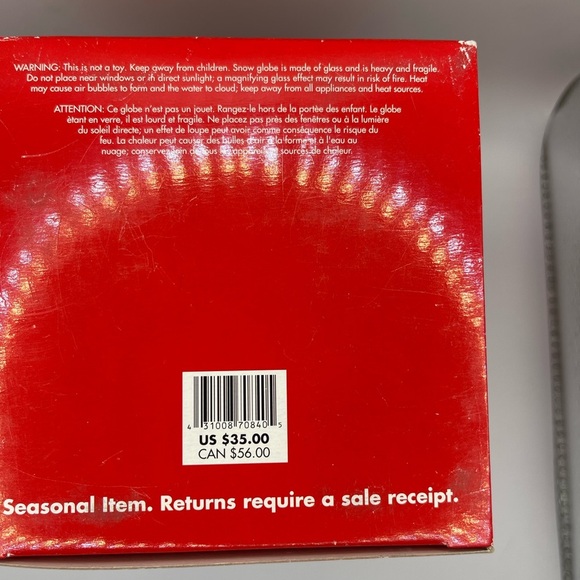 WARNING: This is not a toy. Keep away from children. Snow globe is made of glass and is heavy and fragile.
Do not place near windows or in direct sunlight; a magnifying glass effect may result in risk of fire. Heat
may cause air bubbles to form and the water to cloud; keep away from all appliances and heat sources.
ATTENTION: Ce globe n'est pas un jouet. Rangez-le hors de la portée des enfant. Le globe
ètant en verre, il est lourd et fragile. Ne placez pas près des fenêtres ou à la lumière
du soleil directe; un effet de loupe peut avoir comme conséquence le risque du
feu. La chaleur peut causer des bulles d'air à la forme et à l'eau au
nuage; conservez loin de tous les appareils sources de chaleur.
4 31008 70840 5
US $35.00
CAN $56.00
Seasonal Item. Returns require a sale receipt.